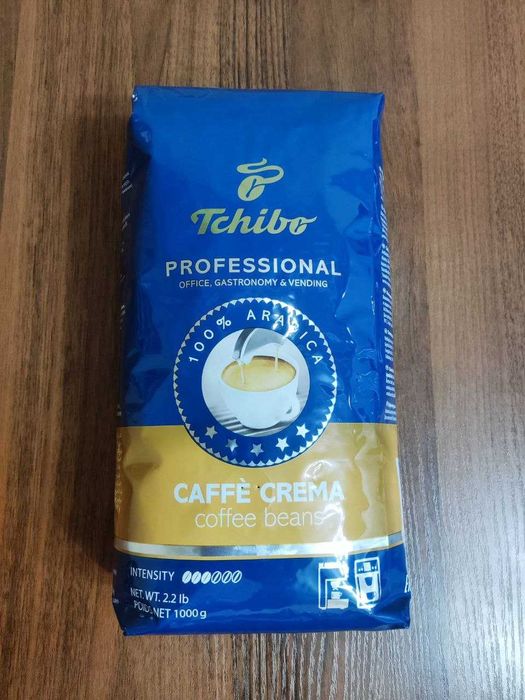 Tchibo
PROFESSIONAL
OFFICE, GASTRONOMY & VENDING
100% ARABICA
CAFFÈ CREMA
coffee beans
INTENSITY
NET. WT. 2.2 lb
POIDS NET 1000 g